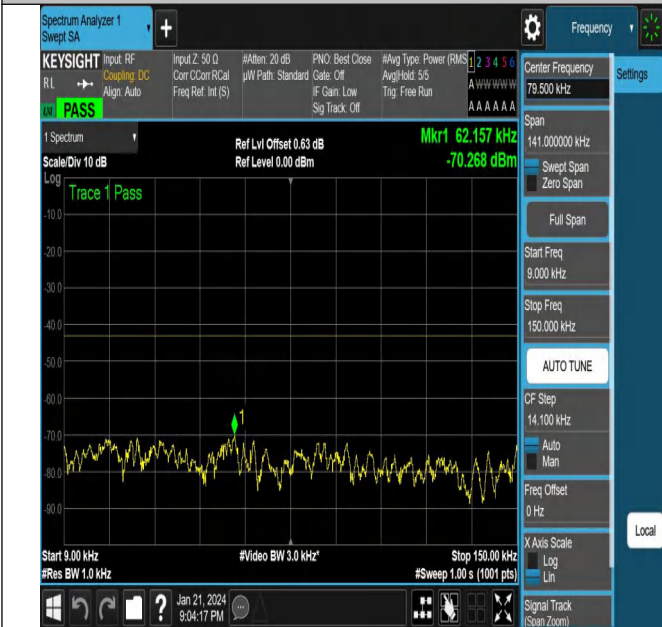 Spectrum Analyzer 1
Swept SA
Frequency
KEYSIGHT
Input: RF
Coupling: DC
Align: Auto
RL
PASS
Input Z: 50 Ω
Corr CCorr RCal
Freq Ref: Int (S)
#Atten: 20 dB
µW Path: Standard
PNO: Best Close
Gate: Off
IF Gain: Low
Sig Track: Off
#Avg Type: Power (RMS
Avg|Hold: 5/5
Trig: Free Run
1 2 3 4 5 6
A W W W W W
A A A A A A
1 Spectrum
Scale/Div 10 dB
Log
Ref Lvl Offset 0.63 dB
Ref Level 0.00 dBm
Mkr1 62.157 kHz
-70.268 dBm
Trace 1 Pass
-10.0
-20.0
-30.0
-40.0
-50.0
-60.0
-70.0
-80.0
-90.0
1
Start 9.00 kHz
#Res BW 1.0 kHz
#Video BW 3.0 kHz*
Stop 150.00 kHz
#Sweep 1.00 s (1001 pts)
Jan 21, 2024
9:04:17 PM
Center Frequency
79.500 kHz
Span
141.000000 kHz
Swept Span
Zero Span
Full Span
Start Freq
9.000 kHz
Stop Freq
150.000 kHz
AUTO TUNE
CF Step
14.100 kHz
Auto
Man
Freq Offset
0 Hz
X Axis Scale
Log
Lin
Signal Track
(Span Zoom)
Settings
Local